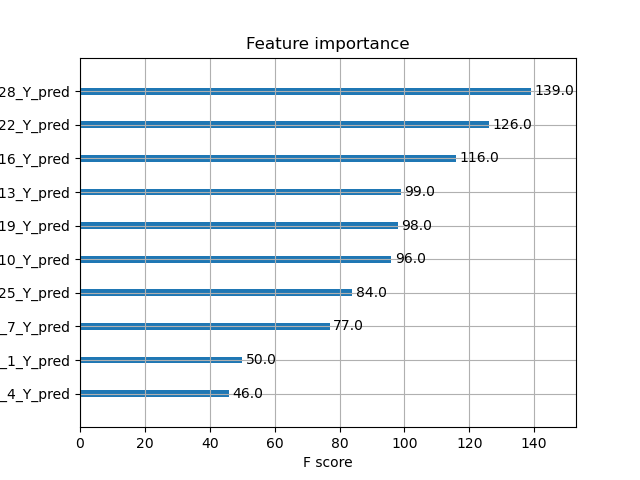 Feature importance
28_Y_pred 139.0
22_Y_pred 126.0
16_Y_pred 116.0
13_Y_pred 99.0
19_Y_pred 98.0
10_Y_pred 96.0
25_Y_pred 84.0
_7_Y_pred 77.0
_1_Y_pred 50.0
_4_Y_pred 46.0
0 20 40 60 80 100 120 140
F score